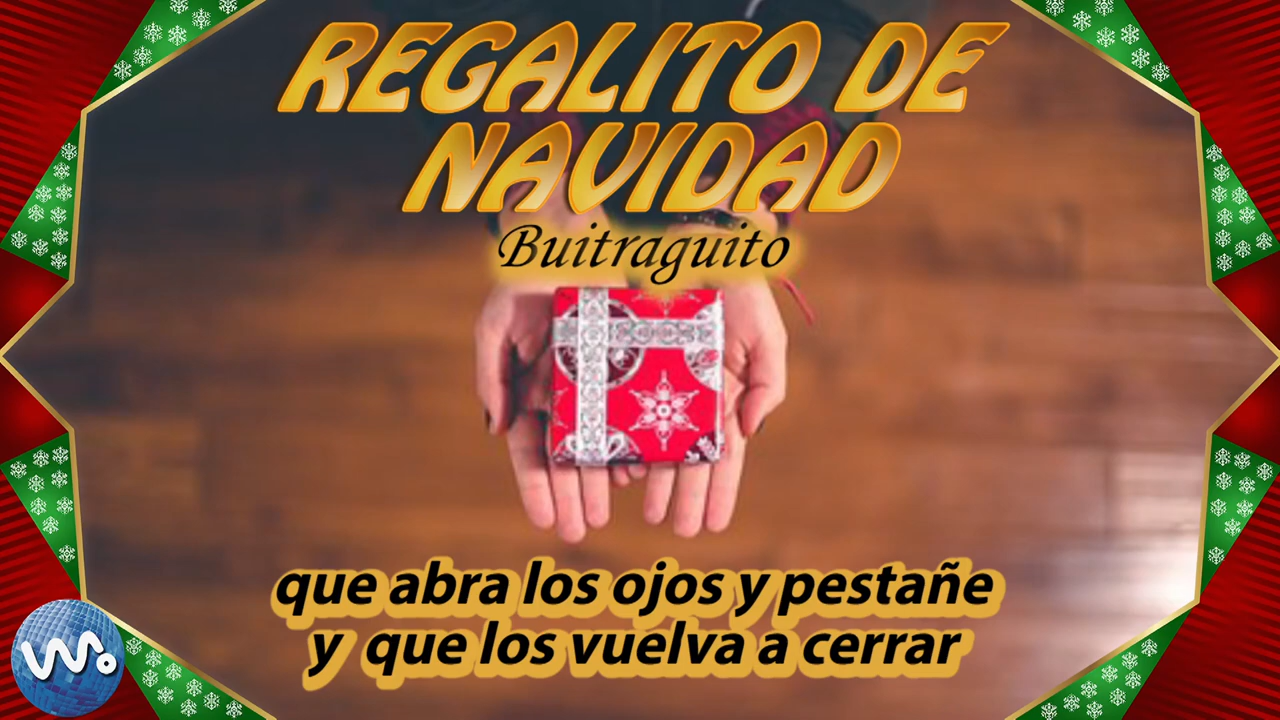 REGALITO DE
NAVIDAD
Buitraguito
que abra los ojos y pestañe
y que los vuelva a cerrar